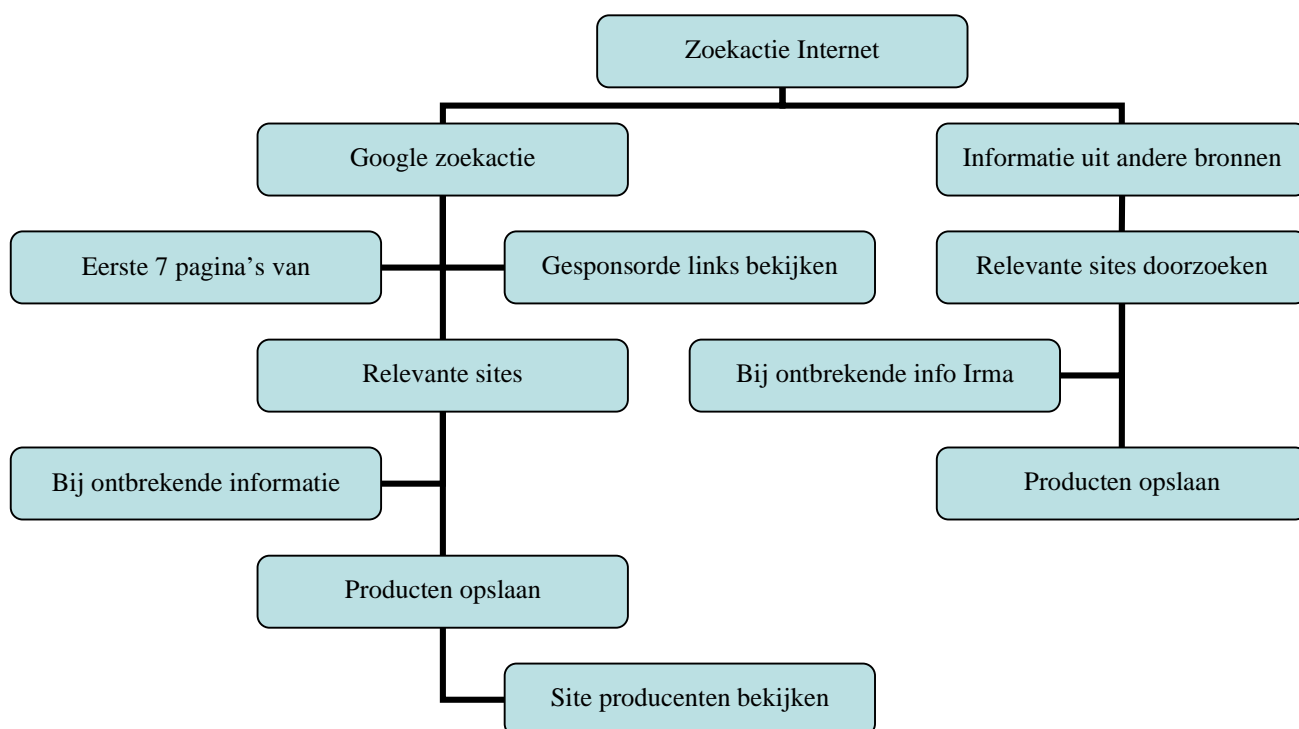 Zoekactie Internet
Google zoekactie
Informatie uit andere bronnen
Eerste 7 pagina’s van
Gesponsorde links bekijken
Relevante sites doorzoeken
Relevante sites
Bij ontbrekende info Irma
Bij ontbrekende informatie
Producten opslaan
Producten opslaan
Site producenten bekijken